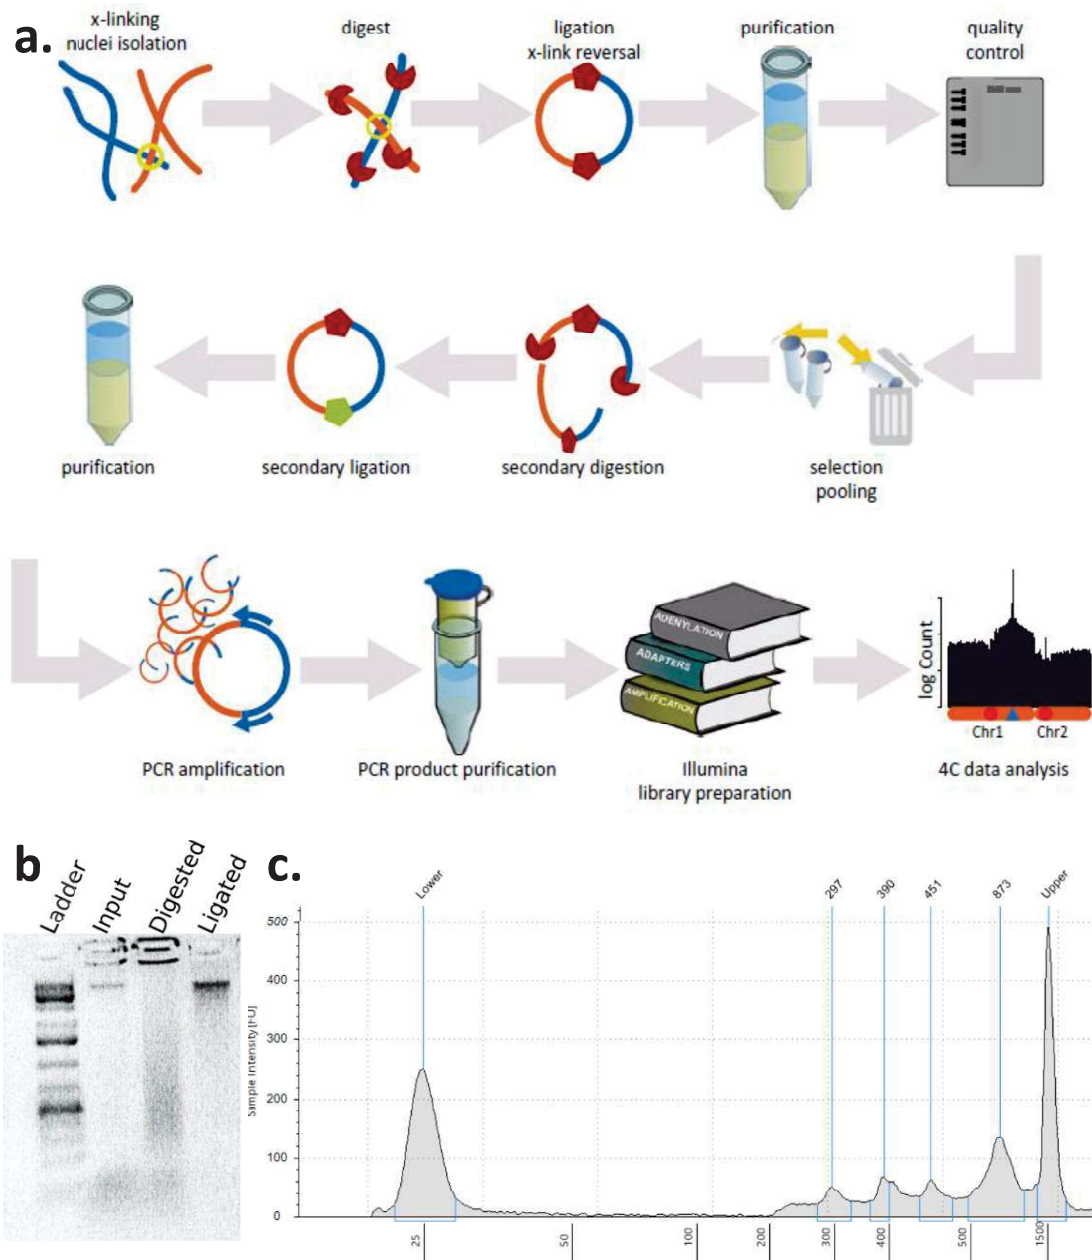 a.
x-linking
nuclei isolation
digest
ligation
x-link reversal
purification
quality
control
purification
secondary ligation
secondary digestion
selection
pooling
ADENYLATION
ADAPTERS
AMPLIFICATION
log Count
Chr1
Chr2
PCR amplification
PCR product purification
Illumina
library preparation
4C data analysis
b
Ladder
Input
Digested
Ligated
c.
Lower
297
390
451
873
Upper
Sample Intensity [FU]
500
400
300
200
100
0
25
50
100
200
300
400
500
1500